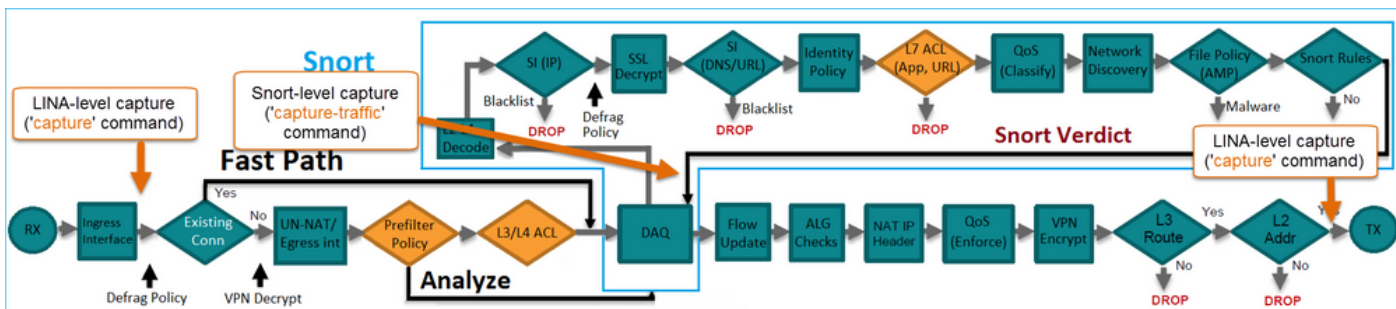 Snort
LINA-level capture
('capture' command)
Snort-level capture
('capture-traffic'
command)
SI (IP)
SSL
Decrypt
SI
(DNS/URL)
Identity
Policy
L7 ACL
(App, URL)
QoS
(Classify)
Network
Discovery
File Policy
(AMP)
Snort Rules
Blacklist
DROP
Defrag
Policy
Blacklist
DROP
DROP
Malware
No
Decode
Snort Verdict
LINA-level capture
('capture' command)
Fast Path
Yes
RX
Ingress
Interface
Existing
Conn
No
UN-NAT/
Egress int
Prefilter
Policy
L3/L4 ACL
DAQ
Flow
Update
ALG
Checks
NAT IP
Header
QoS
(Enforce)
VPN
Encrypt
L3
Route
Yes
L2
Addr
TX
Defrag Policy
VPN Decrypt
Analyze
No
DROP
No
DROP